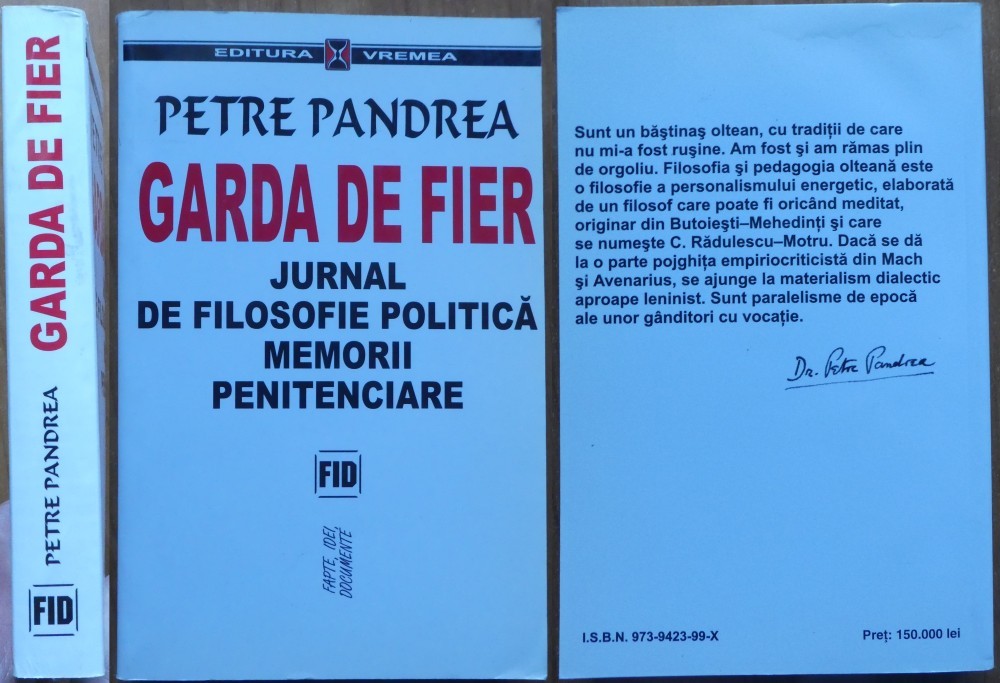 GARDA DE FIER
PETRE PANDREA
FID
EDITURA VREMEA
PETRE PANDREA
GARDA DE FIER
JURNAL
DE FILOSOFIE POLITICĂ
MEMORII
PENITENCIARE
FID
FAPTE, IDEI,
DOCUMENTE
Sunt un băştinaş oltean, cu tradiţii de care
nu mi-a fost ruşine. Am fost şi am rămas plin
de orgoliu. Filosofia şi pedagogia olteană este
o filosofie a personalismului energetic, elaborată
de un filosof care poate fi oricând meditat,
originar din Butoieşti–Mehedinţi şi care
se numeşte C. Rădulescu–Motru. Dacă se dă
la o parte pojghiţa empiriocriticistă din Mach
şi Avenarius, se ajunge la materialism dialectic
aproape leninist. Sunt paralelisme de epocă
ale unor gânditori cu vocaţie.
Dr. Petre Pandrea
I.S.B.N. 973-9423-99-X
Preţ: 150.000 lei